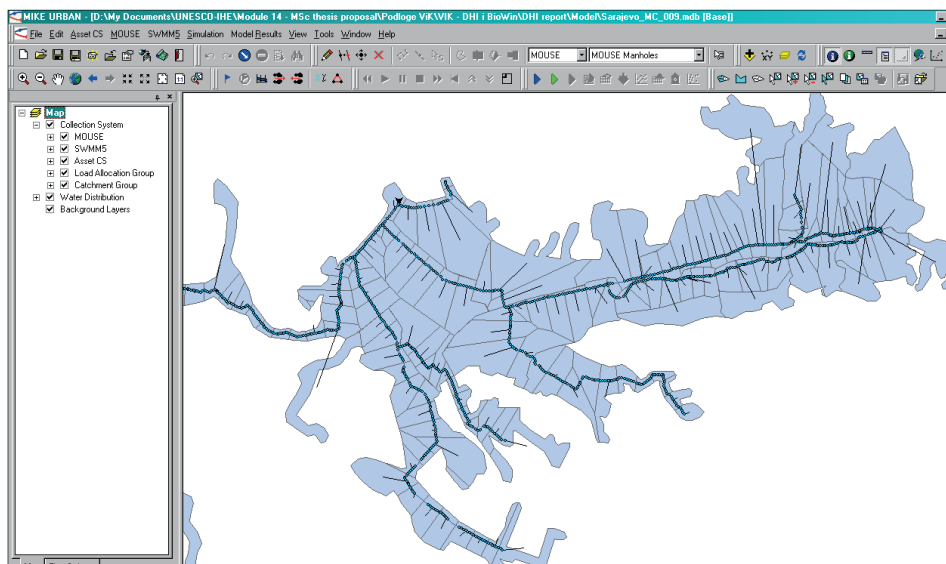 MIKE URBAN - [D:\My Documents\UNESCO-IHE\Module 14 - MSc thesis proposal\Podloge ViK\VIK - DHI i BioWin\DHI report\Model\Sarajevo_MC_009.mdb [Base]]
File Edit Asset CS MOUSE SWMM5 Simulation Model Results View Tools Window Help
MOUSE MOUSE Manholes
Map
Collection System
MOUSE
SWMM5
Asset CS
Load Allocation Group
Catchment Group
Water Distribution
Background Layers